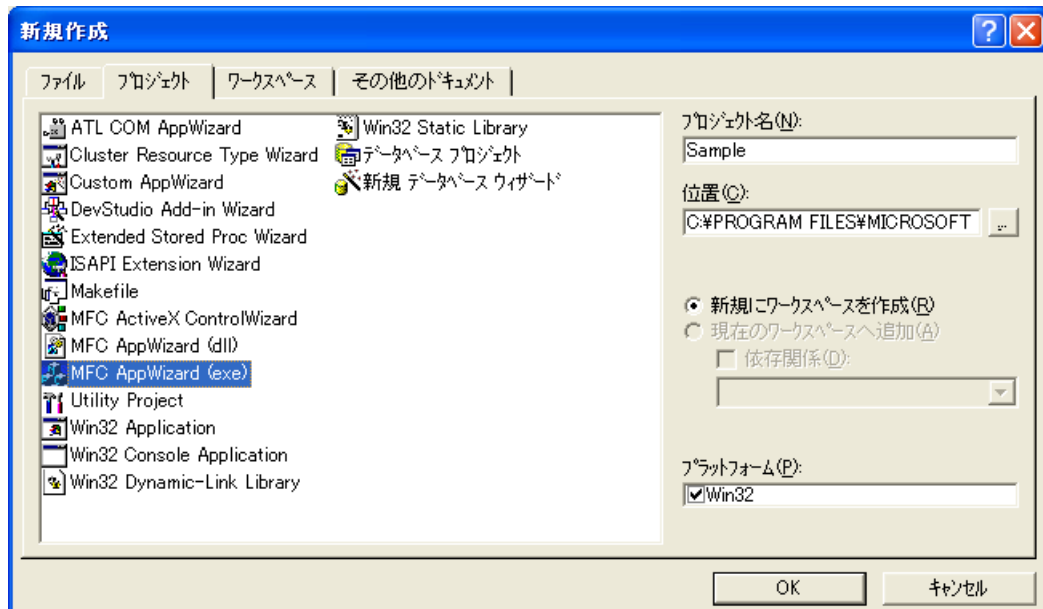 新規作成
ファイル プロジェクト ワークスペース その他のドキュメント
ATL COM AppWizard
Cluster Resource Type Wizard
Custom AppWizard
DevStudio Add-in Wizard
Extended Stored Proc Wizard
ISAPI Extension Wizard
Makefile
MFC ActiveX ControlWizard
MFC AppWizard (dll)
MFC AppWizard (exe)
Utility Project
Win32 Application
Win32 Console Application
Win32 Dynamic-Link Library
Win32 Static Library
データベース プロジェクト
新規 データベース ウィザード
プロジェクト名(N):
Sample
位置(C):
C:¥PROGRAM FILES¥MICROSOFT
...
新規にワークスペースを作成(R)
現在のワークスペースへ追加(A)
依存関係(D):
プラットフォーム(P):
Win32
OK キャンセル